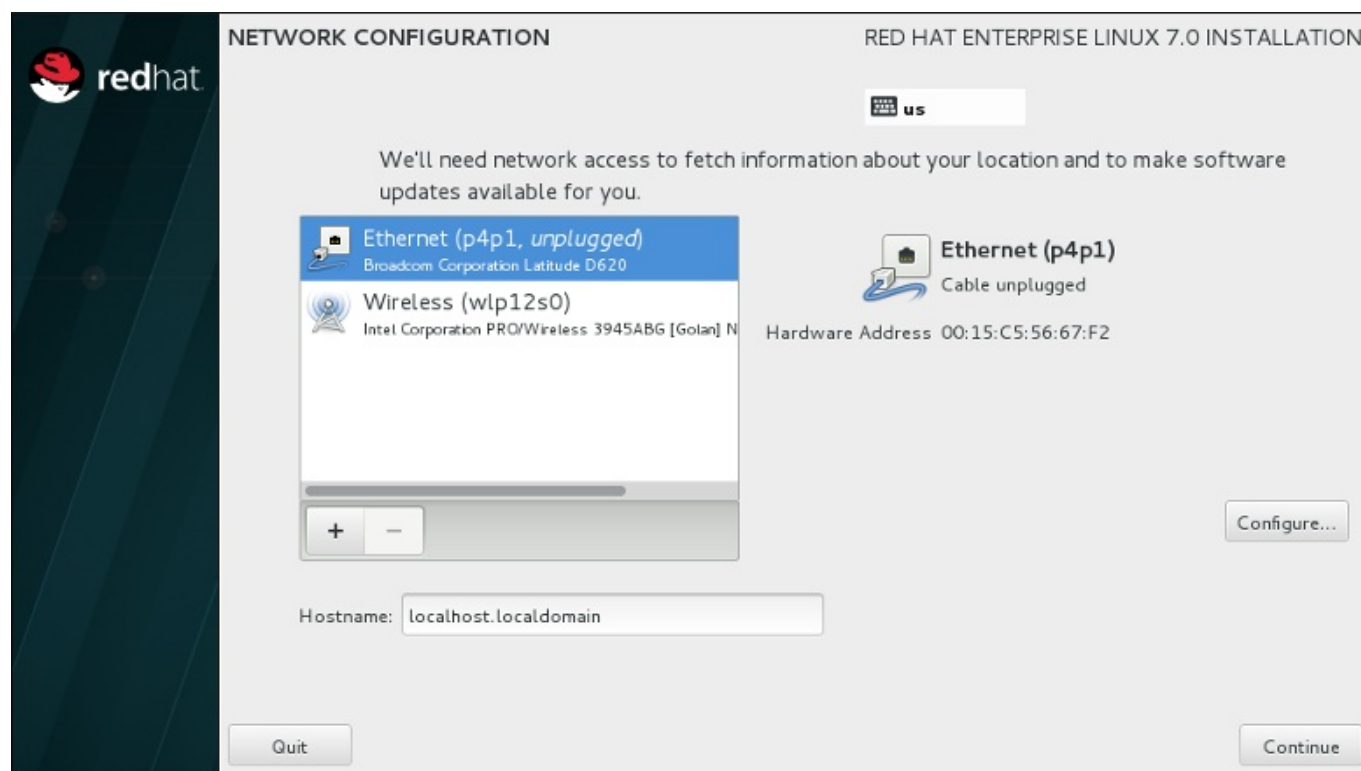 redhat.
NETWORK CONFIGURATION
RED HAT ENTERPRISE LINUX 7.0 INSTALLATION
us
We'll need network access to fetch information about your location and to make software
updates available for you.
Ethernet (p4p1, unplugged)
Broadcom Corporation Latitude D620
Wireless (wlp12s0)
Intel Corporation PRO/Wireless 3945ABG [Golan] N
Ethernet (p4p1)
Cable unplugged
Hardware Address 00:15:C5:56:67:F2
+ −
Configure...
Hostname: localhost.localdomain
Quit
Continue